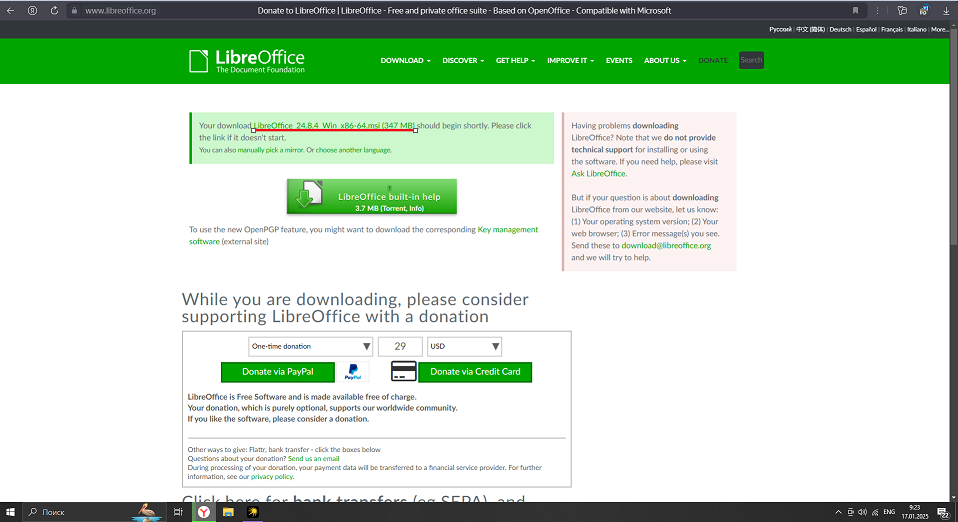 www.libreoffice.org
Donate to LibreOffice | LibreOffice - Free and private office suite - Based on OpenOffice - Compatible with Microsoft
Русский | 中文 (简体) | Deutsch | Español | Français | Italiano | More...
LibreOffice
The Document Foundation
DOWNLOAD
DISCOVER
GET HELP
IMPROVE IT
EVENTS
ABOUT US
DONATE
Search
Your download LibreOffice_24.8.4_Win_x86-64.msi (347 MB) should begin shortly. Please click
the link if it doesn't start.
You can also manually pick a mirror. Or choose another language.
LibreOffice built-in help
3.7 MB (Torrent, Info)
To use the new OpenPGP feature, you might want to download the corresponding Key management
software (external site)
Having problems downloading
LibreOffice? Note that we do not provide
technical support for installing or using
the software. If you need help, please visit
Ask LibreOffice.
But if your question is about downloading
LibreOffice from our website, let us know:
(1) Your operating system version; (2) Your
web browser; (3) Error message(s) you see.
Send these to download@libreoffice.org
and we will try to help.
While you are downloading, please consider
supporting LibreOffice with a donation
One-time donation
29
USD
Donate via PayPal
PayPal
Donate via Credit Card
LibreOffice is Free Software and is made available free of charge.
Your donation, which is purely optional, supports our worldwide community.
If you like the software, please consider a donation.
Other ways to give: Flattr, bank transfer - click the boxes below
Questions about your donation? Send us an email
During processing of your donation, your payment data will be transferred to a financial service provider. For further
information, see our privacy policy.
Click here for bank transfers (eg SEPA), and
Поиск
ENG
9:23
17.01.2025